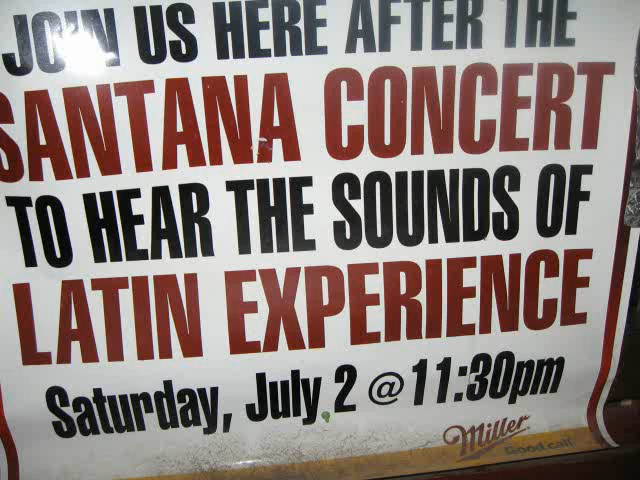 JOIN US HERE AFTER THE
SANTANA CONCERT
TO HEAR THE SOUNDS OF
LATIN EXPERIENCE
Saturday, July 2 @ 11:30pm
Miller
Good call